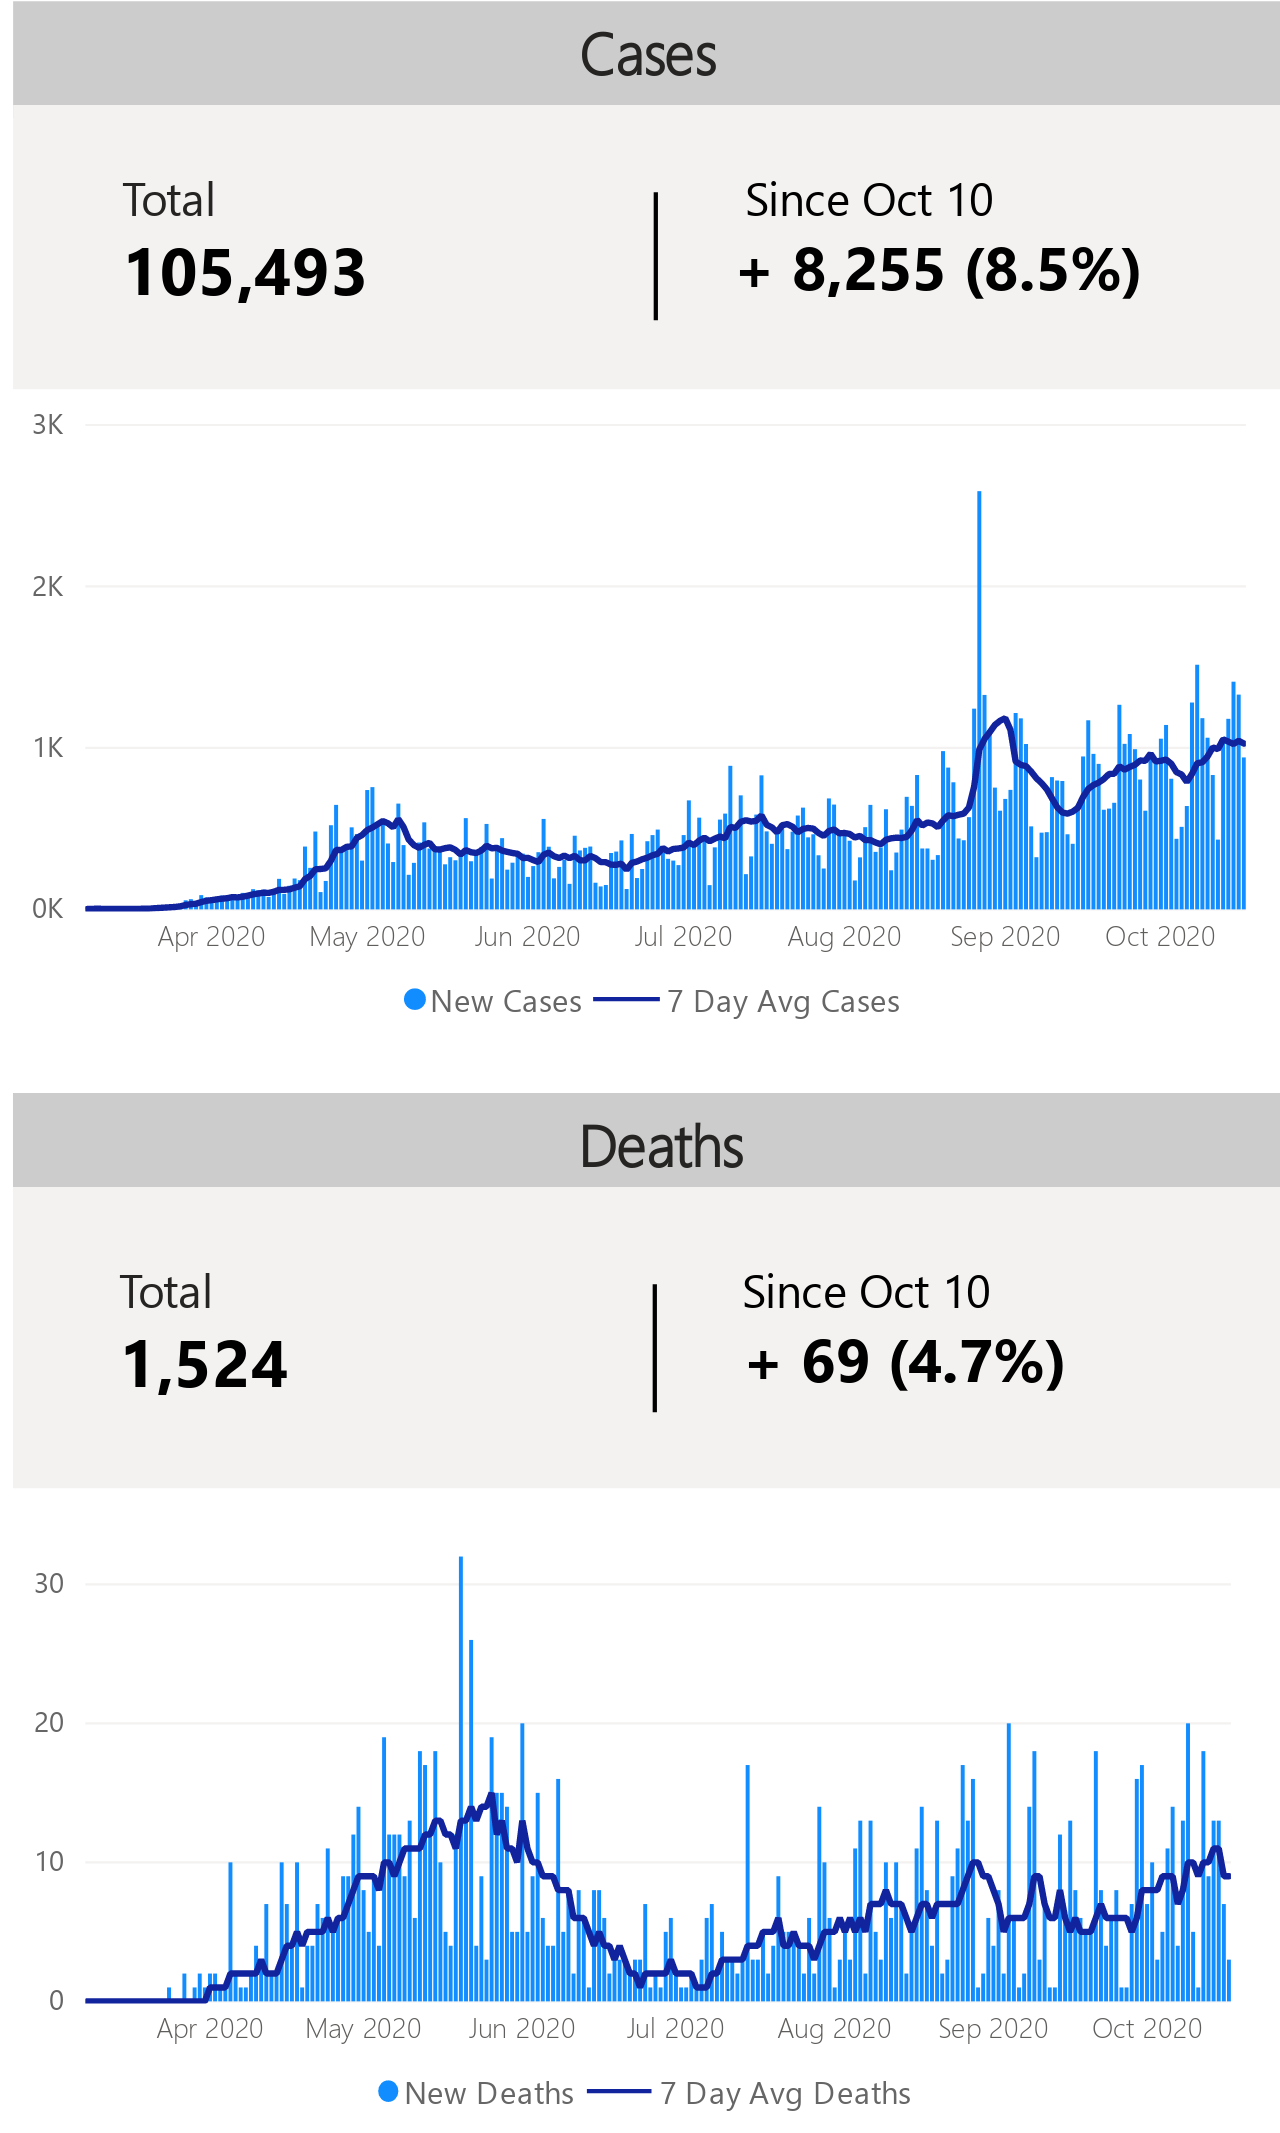 Cases
Total
Since Oct 10
105,493
+ 8,255 (8.5%)
3K
2K
1K
0K
Apr 2020 May 2020 Jun 2020 Jul 2020 Aug 2020 Sep 2020 Oct 2020
New Cases 7 Day Avg Cases
Deaths
Total
Since Oct 10
1,524
+ 69 (4.7%)
30
20
10
0
Apr 2020 May 2020 Jun 2020 Jul 2020 Aug 2020 Sep 2020 Oct 2020
New Deaths 7 Day Avg Deaths